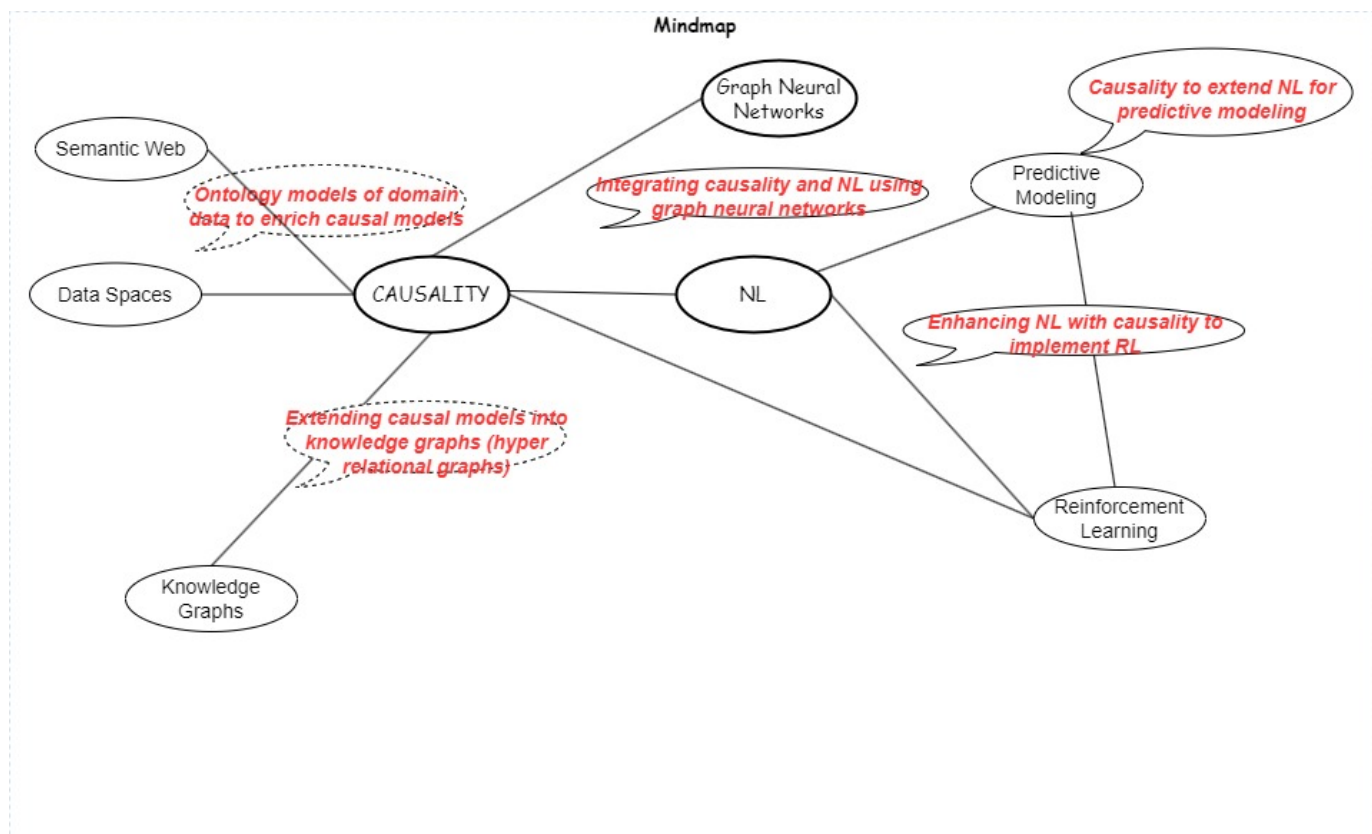 Mindmap
Graph Neural
Networks
Causality to extend NL for
predictive modeling
Semantic Web
Ontology models of domain
data to enrich causal models
Integrating causality and NL using
graph neural networks
Predictive
Modeling
Data Spaces
CAUSALITY
NL
Enhancing NL with causality to
implement RL
Extending causal models into
knowledge graphs (hyper
relational graphs)
Reinforcement
Learning
Knowledge
Graphs